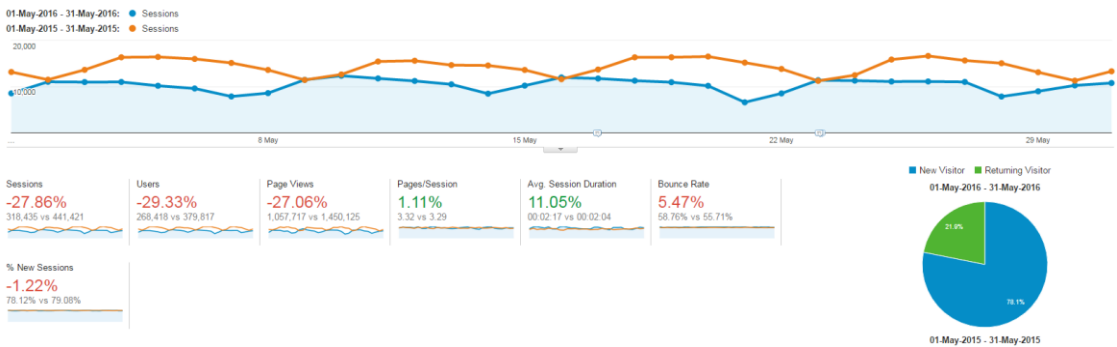 01-May-2016 - 31-May-2016: Sessions
01-May-2015 - 31-May-2015: Sessions
20,000
10,000
...
8 May
15 May
22 May
29 May
New Visitor Returning Visitor
01-May-2016 - 31-May-2016
21.9%
78.1%
01-May-2015 - 31-May-2015
Sessions
-27.86%
318,435 vs 441,421
Users
-29.33%
268,418 vs 379,817
Page Views
-27.06%
1,057,717 vs 1,450,125
Pages/Session
1.11%
3.32 vs 3.29
Avg. Session Duration
11.05%
00:02:17 vs 00:02:04
Bounce Rate
5.47%
58.76% vs 55.71%
% New Sessions
-1.22%
78.12% vs 79.08%